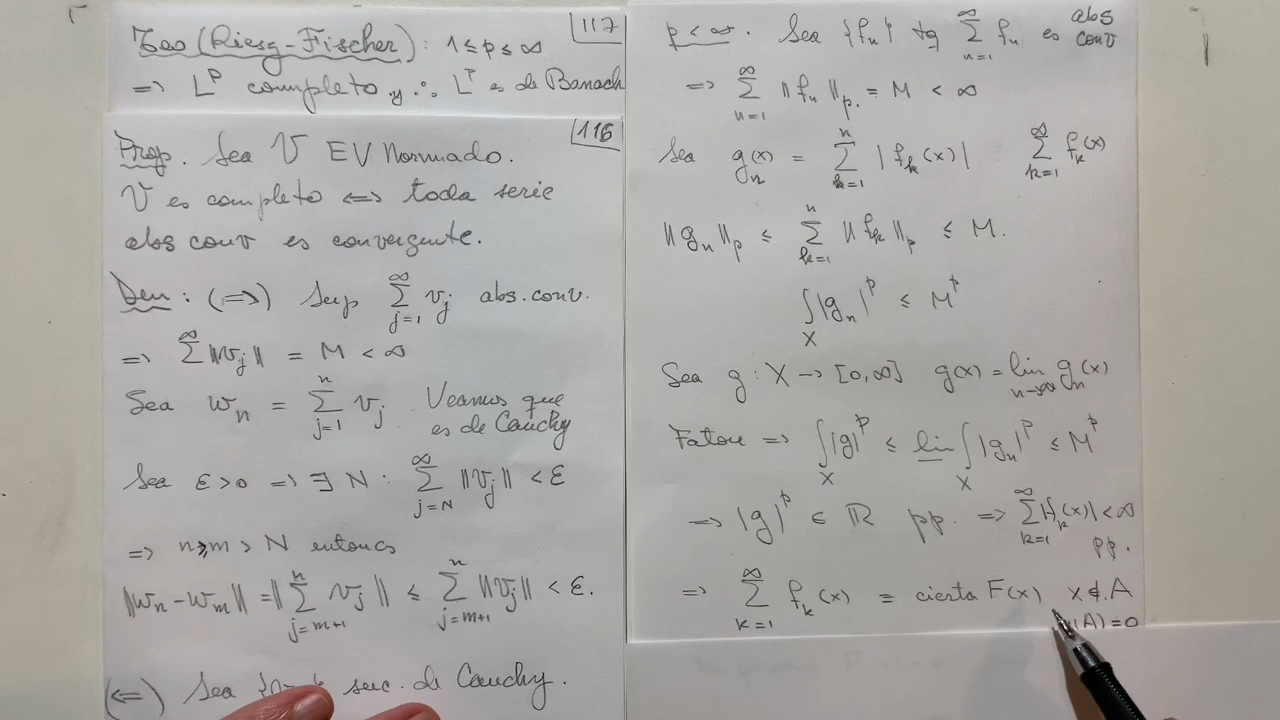 Teo (Riesz-Fischer): 1 ≤ p ≤ ∞
117
⇒ L^p completo y ∴ L^p es de Banach
116
Prop. Sea V EV Normado.
V es completo ⇔ toda serie
abs conv es convergente.
Dem: (⇒) Sup ∑_{j=1}^{∞} v_j abs. conv.
⇒ ∑^{∞} ||v_j|| = M < ∞
Sea w_n = ∑_{j=1}^{n} v_j Veamos que
es de Cauchy
Sea ε>0 ⇒ ∃ N : ∑_{j=N}^{∞} ||v_j|| < ε
⇒ n>m > N entonces
||w_n - w_m|| = || ∑_{j=m+1}^{n} v_j || ≤ ∑_{j=m+1}^{n} ||v_j|| < ε.
(⇐) Sea suc. de Cauchy.
p < ∞. Sea {f_n} tq ∑_{n=1}^{∞} f_n es abs conv
⇒ ∑_{n=1}^{∞} ||f_n||_p = M < ∞
Sea g_n(x) = ∑_{k=1}^{n} |f_k(x)| ∑_{k=1}^{∞} f_k(x)
||g_n||_p ≤ ∑_{k=1}^{n} ||f_k||_p ≤ M.
∫_X |g_n|^p ≤ M^p
Sea g : X → [0,∞] g(x) = lim_{n→∞} g_n(x)
Fatou ⇒ ∫_X |g|^p ≤ lim ∫_X |g_n|^p ≤ M^p
⇒ |g|^p ∈ ℝ pp. ⇒ ∑_{k=1}^{∞} |f_k(x)| < ∞
pp.
⇒ ∑_{k=1}^{∞} f_k(x) = cierta F(x) x ∉ A
(A) = 0